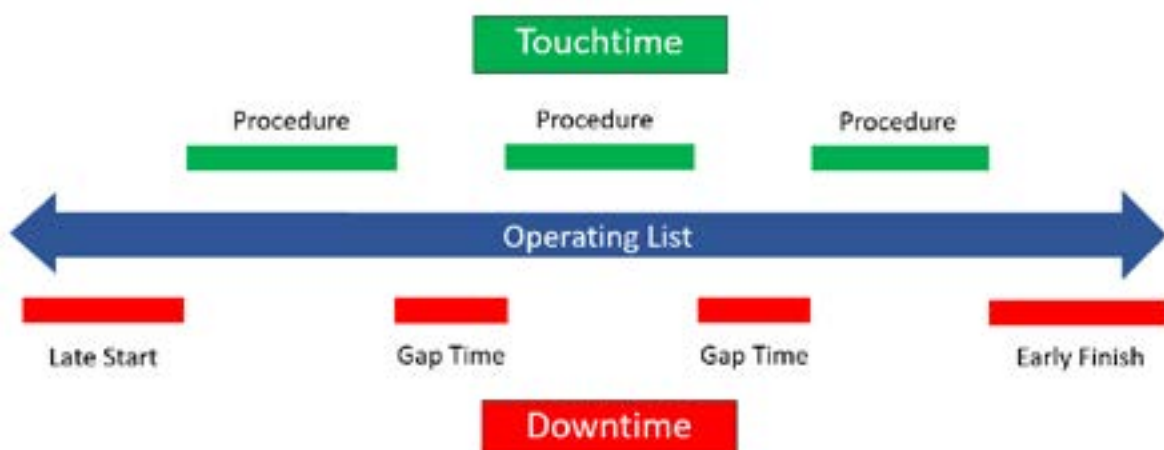 Touchtime
Procedure
Procedure
Procedure
Operating List
Late Start
Gap Time
Gap Time
Early Finish
Downtime